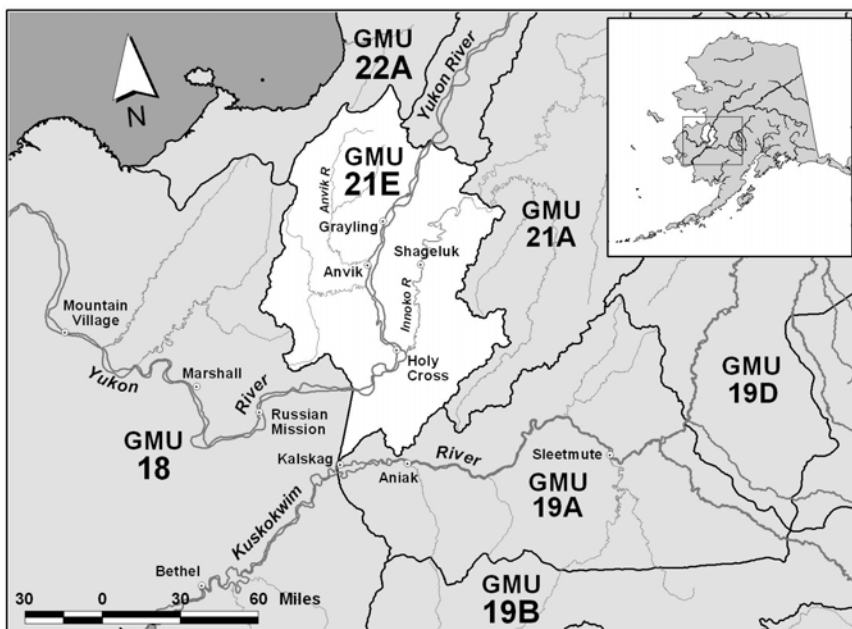 GMU
22A
Yukon River
N
GMU
21E
Anvik R
Grayling
Shageluk
GMU
21A
Anvik
Innoko R
Mountain
Village
Holy
Cross
Yukon
Marshall
River
Russian
Mission
GMU
19D
GMU
18
Kalskag
River
Sleetmute
Aniak
GMU
19A
Kuskokwim
Bethel
GMU
19B
30 0 30 60 Miles